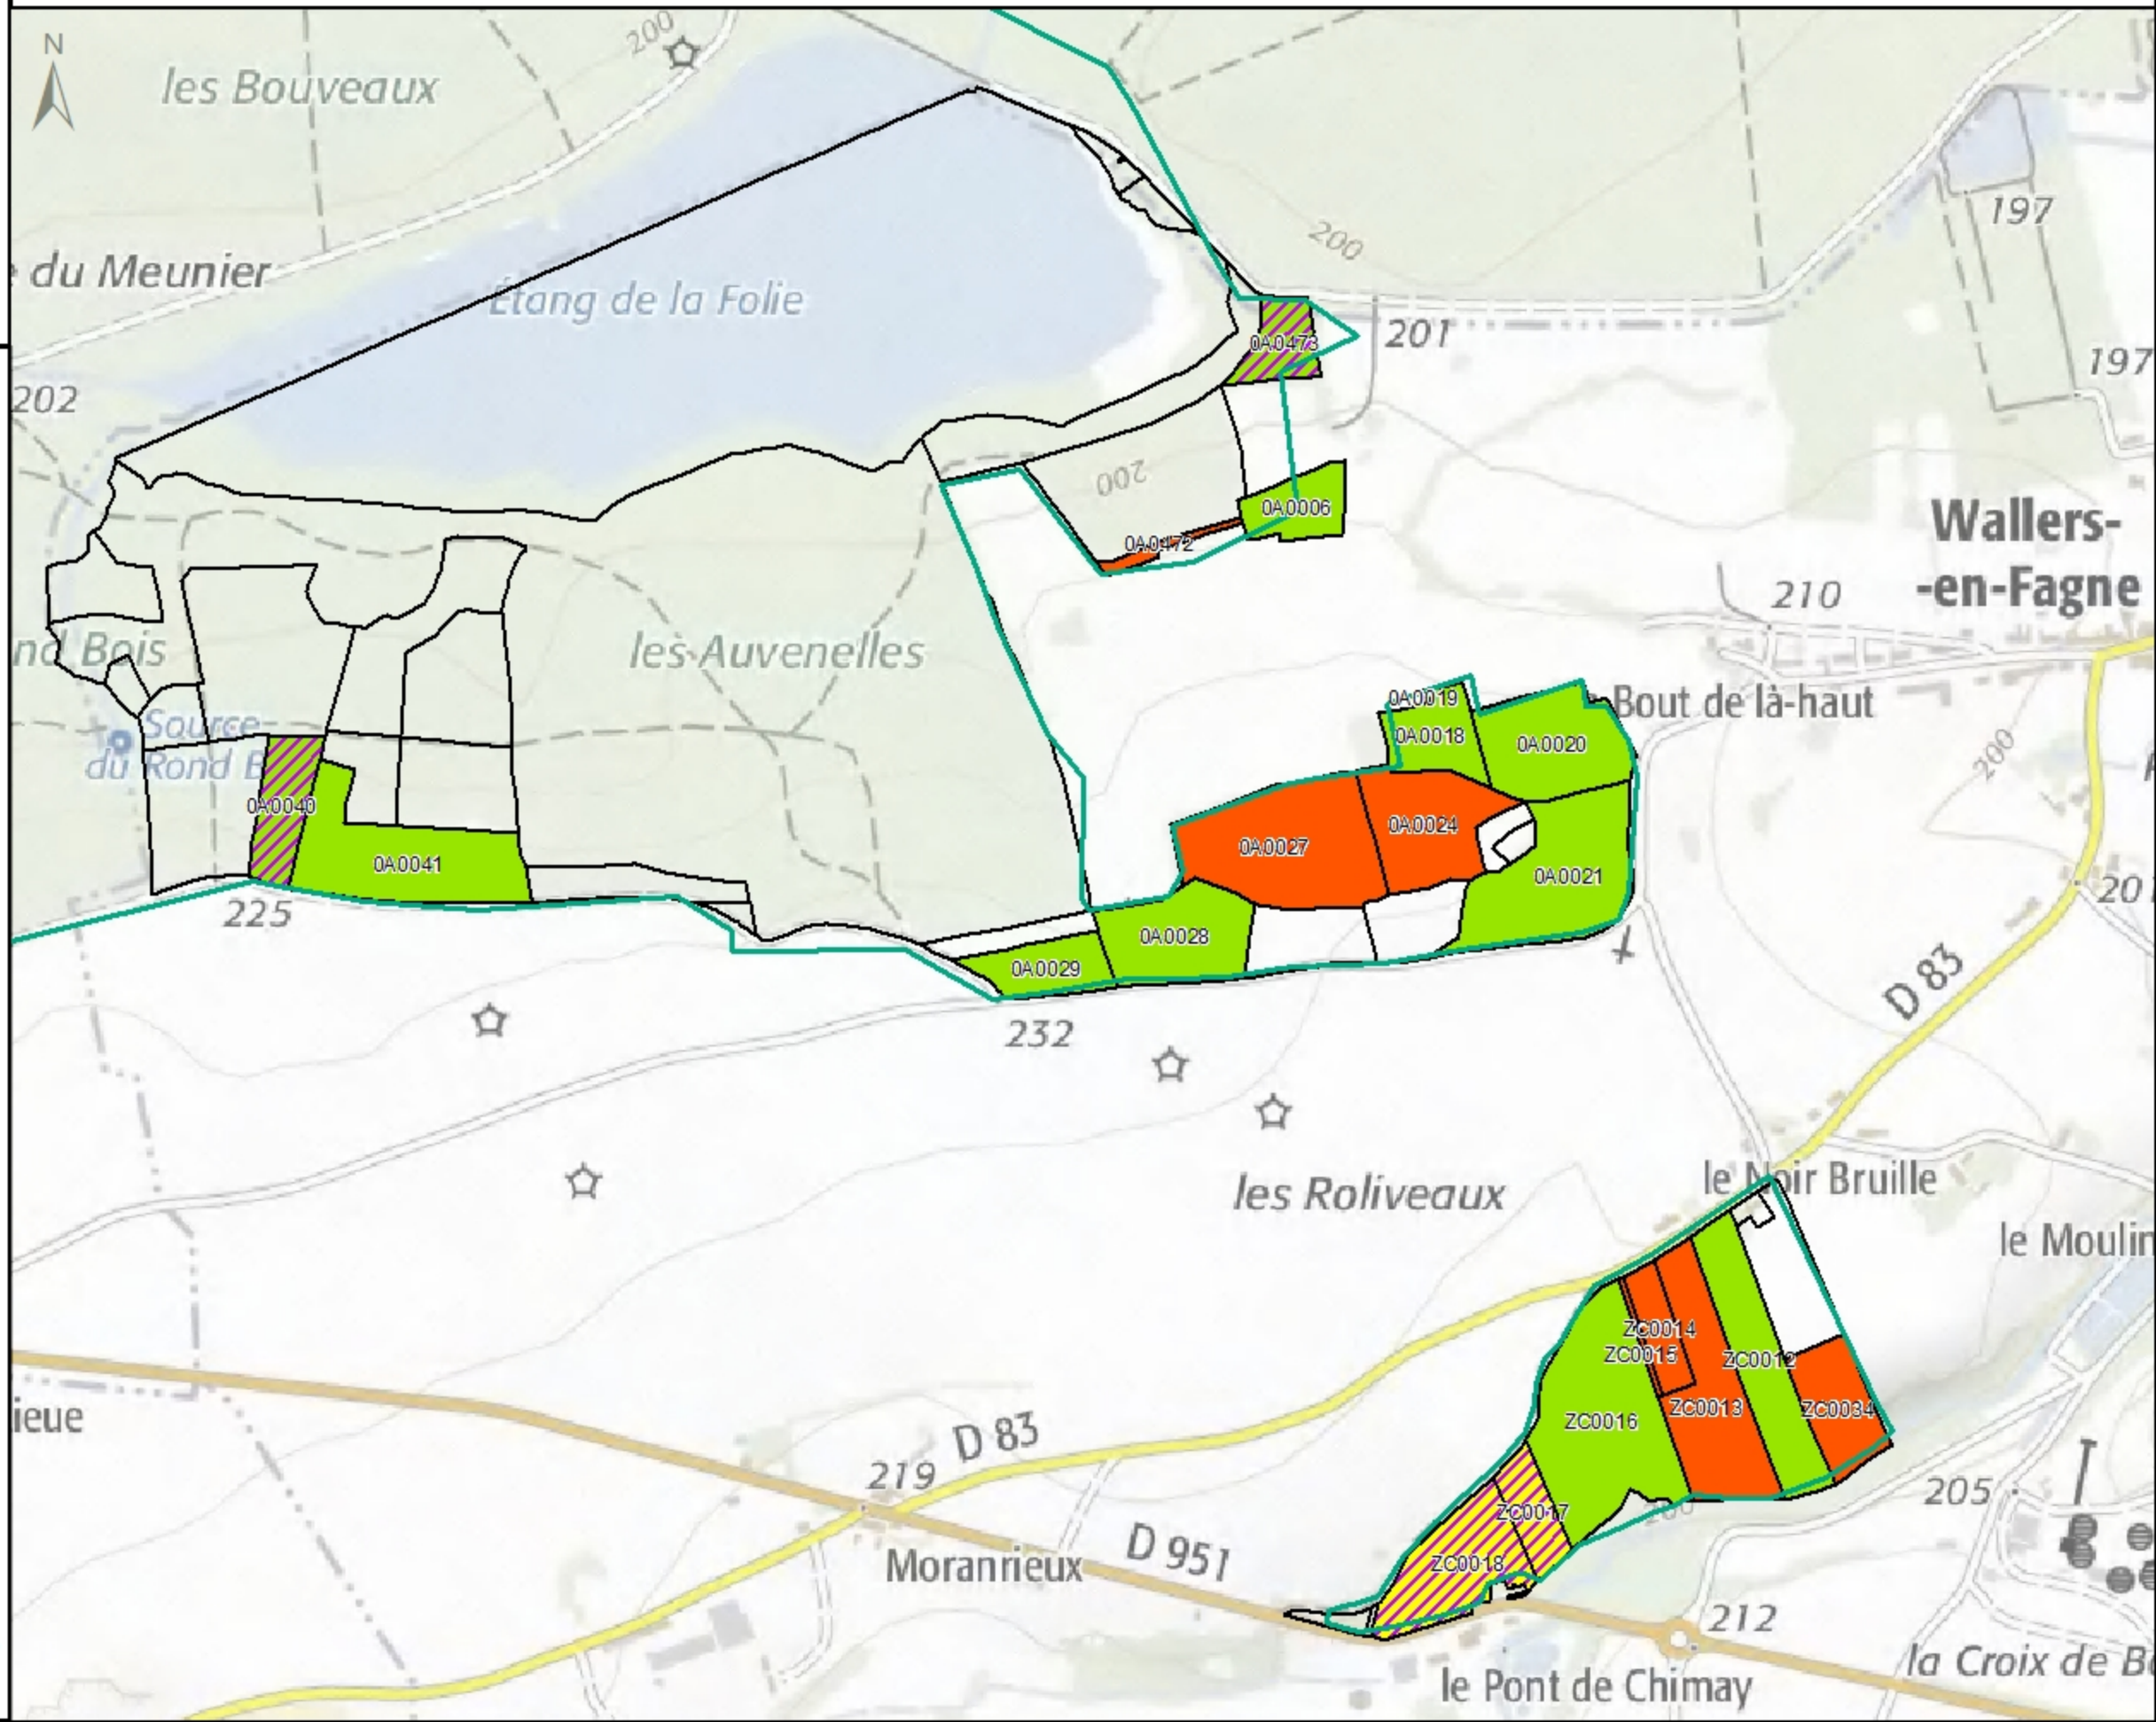 N
200
les Bouveaux
197
200
du Meunier
Étang de la Folie
201
0A0473
197
202
200
0A0006
Wallers-
-en-Fagne
0A0472
210
nd Bois
les Auvenelles
0A0019
Bout de là-haut
Source
du Rond B
0A0018
0A0020
200
0A0040
0A0024
0A0027
0A0041
0A0021
201
225
0A0028
0A0029
D 83
232
les Roliveaux
le Noir Bruille
le Moulin
ZC0014
ZC0015
ZC0012
ieue
ZC0016
ZC0013
ZC0034
D 83
219
205
ZC0017
200
D 951
Moranrieux
ZC0018
212
la Croix de B
le Pont de Chimay